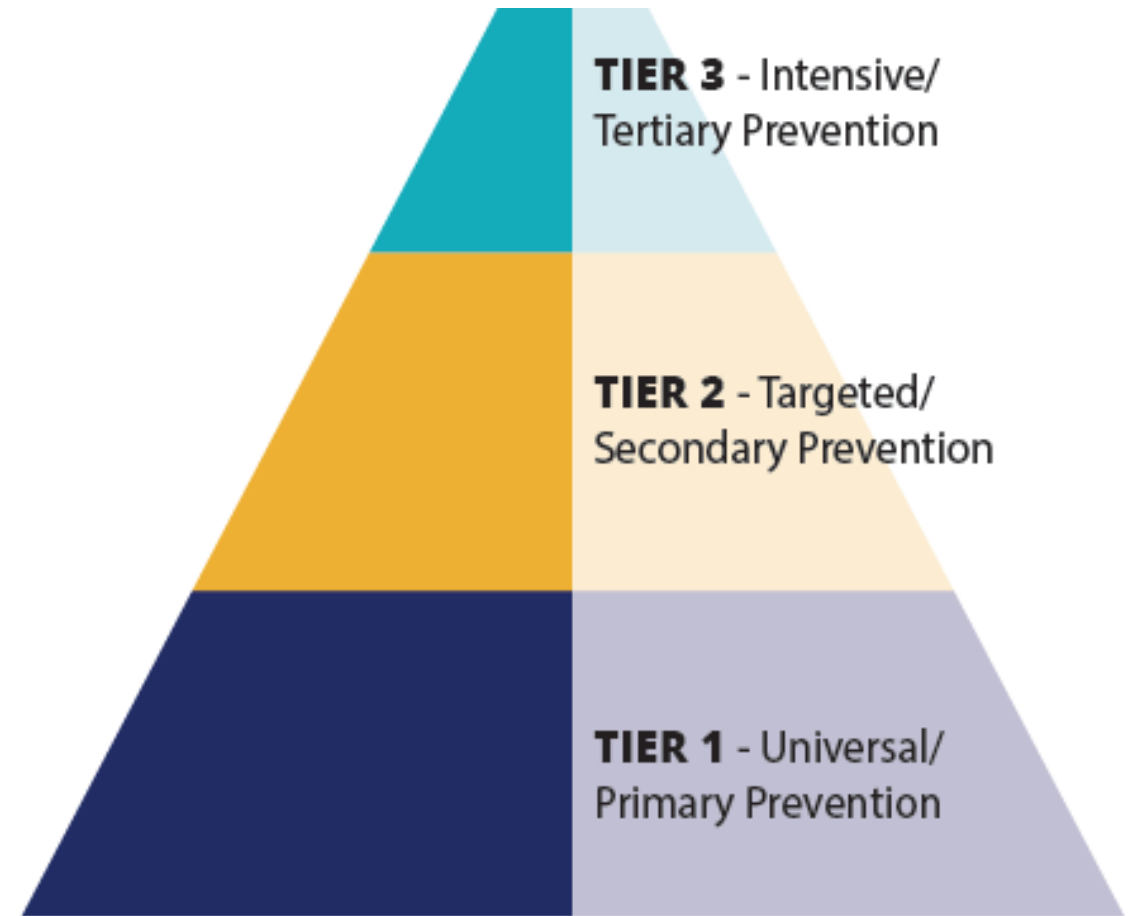 TIER 3 - Intensive/
Tertiary Prevention
TIER 2 - Targeted/
Secondary Prevention
TIER 1 - Universal/
Primary Prevention